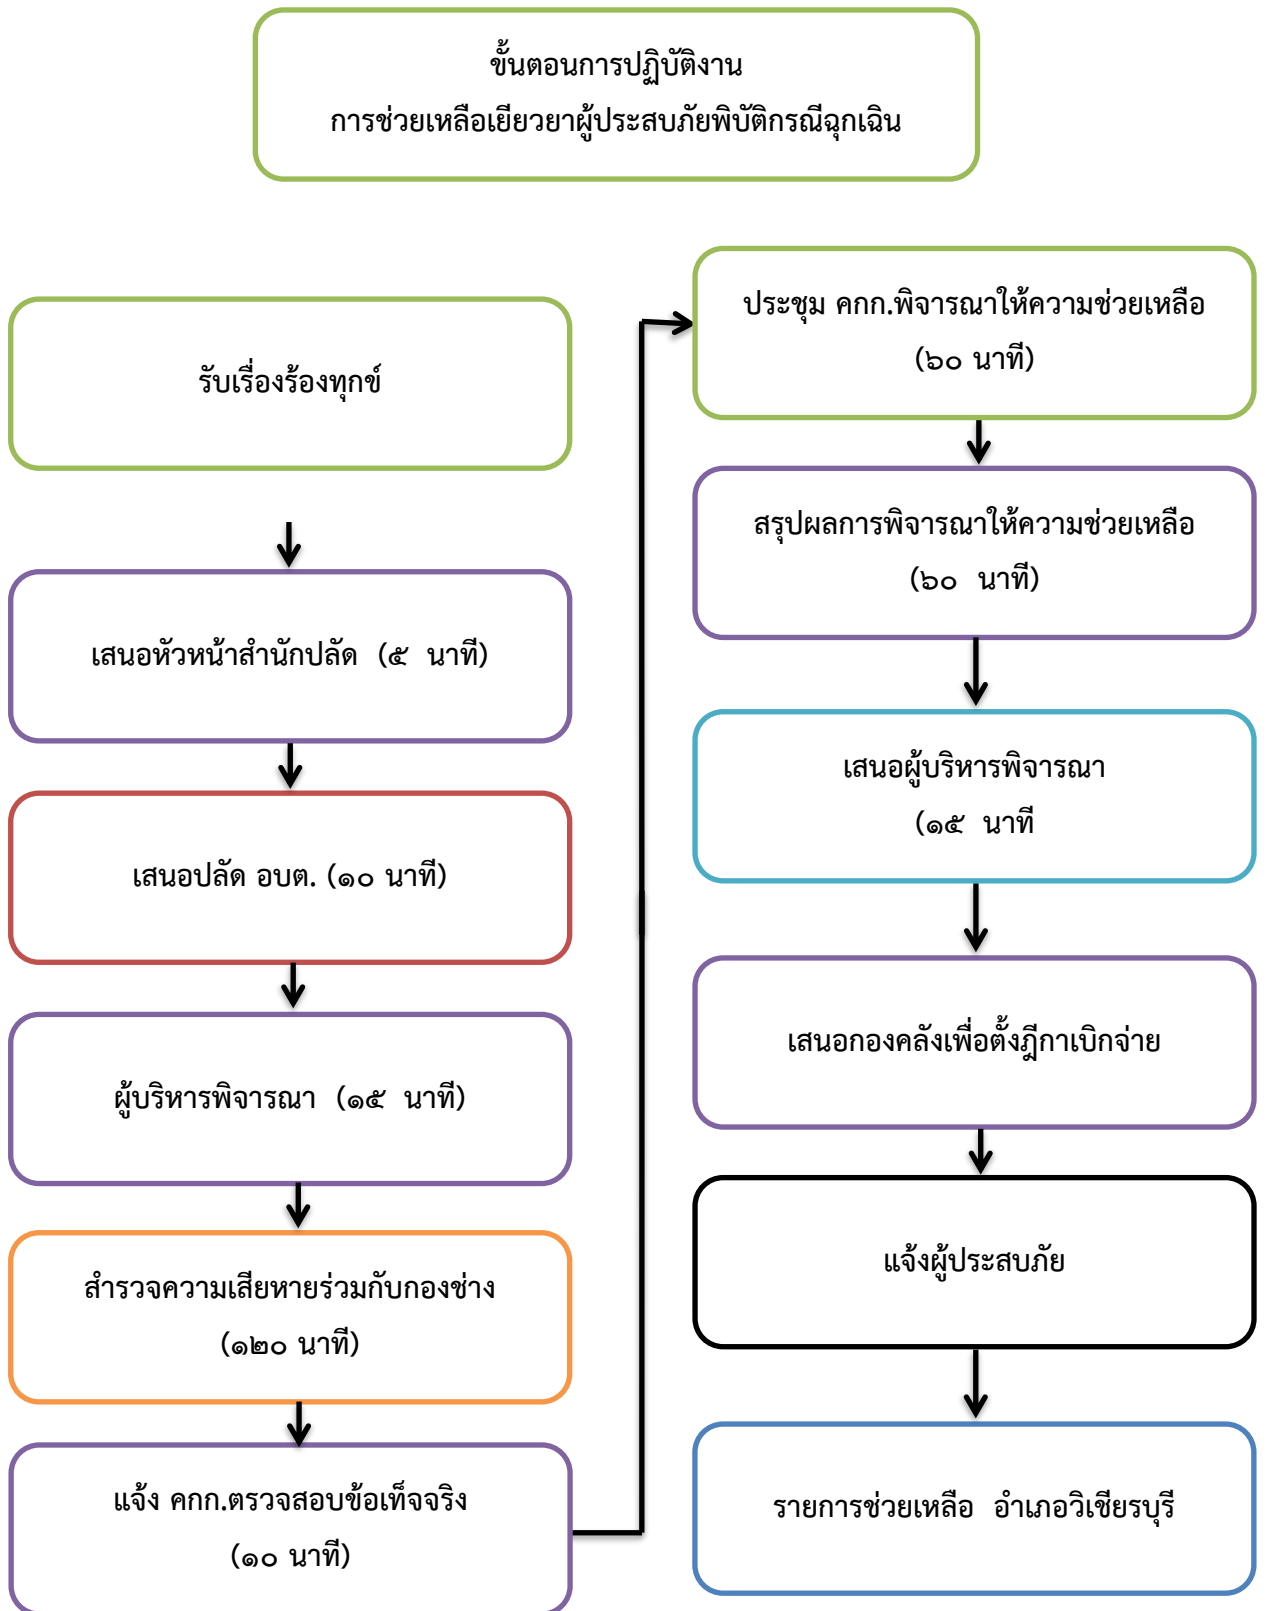 ขั้นตอนการปฏิบัติงาน
การช่วยเหลือเยียวยาผู้ประสบภัยพิบัติกรณีฉุกเฉิน
รับเรื่องร้องทุกข์
เสนอหัวหน้าสำนักปลัด (๕ นาที)
เสนอปลัด อบต. (๑๐ นาที)
ผู้บริหารพิจารณา (๑๕ นาที)
สำรวจความเสียหายร่วมกับกองช่าง
(๑๒๐ นาที)
แจ้ง คกก.ตรวจสอบข้อเท็จจริง
(๑๐ นาที)
ประชุม คกก.พิจารณาให้ความช่วยเหลือ
(๖๐ นาที)
สรุปผลการพิจารณาให้ความช่วยเหลือ
(๖๐ นาที)
เสนอผู้บริหารพิจารณา
(๑๕ นาที
เสนอกองคลังเพื่อตั้งฎีกาเบิกจ่าย
แจ้งผู้ประสบภัย
รายการช่วยเหลือ อำเภอวิเชียรบุรี